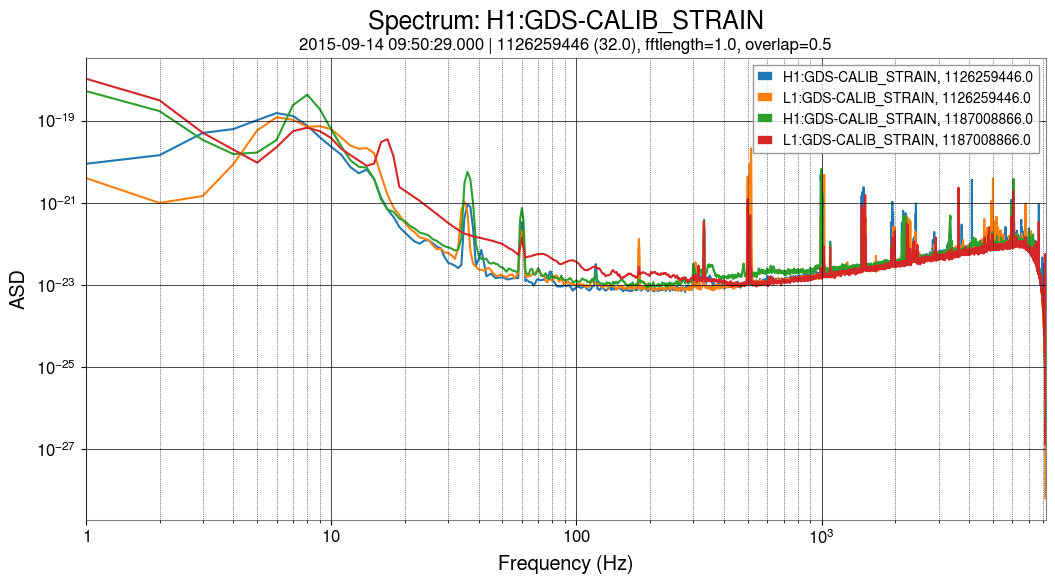 Spectrum: H1:GDS-CALIB_STRAIN
2015-09-14 09:50:29.000 | 1126259446 (32.0), fftlength=1.0, overlap=0.5
H1:GDS-CALIB_STRAIN, 1126259446.0
L1:GDS-CALIB_STRAIN, 1126259446.0
H1:GDS-CALIB_STRAIN, 1187008866.0
L1:GDS-CALIB_STRAIN, 1187008866.0
ASD
10⁻¹⁹
10⁻²¹
10⁻²³
10⁻²⁵
10⁻²⁷
1 10 100 10³
Frequency (Hz)